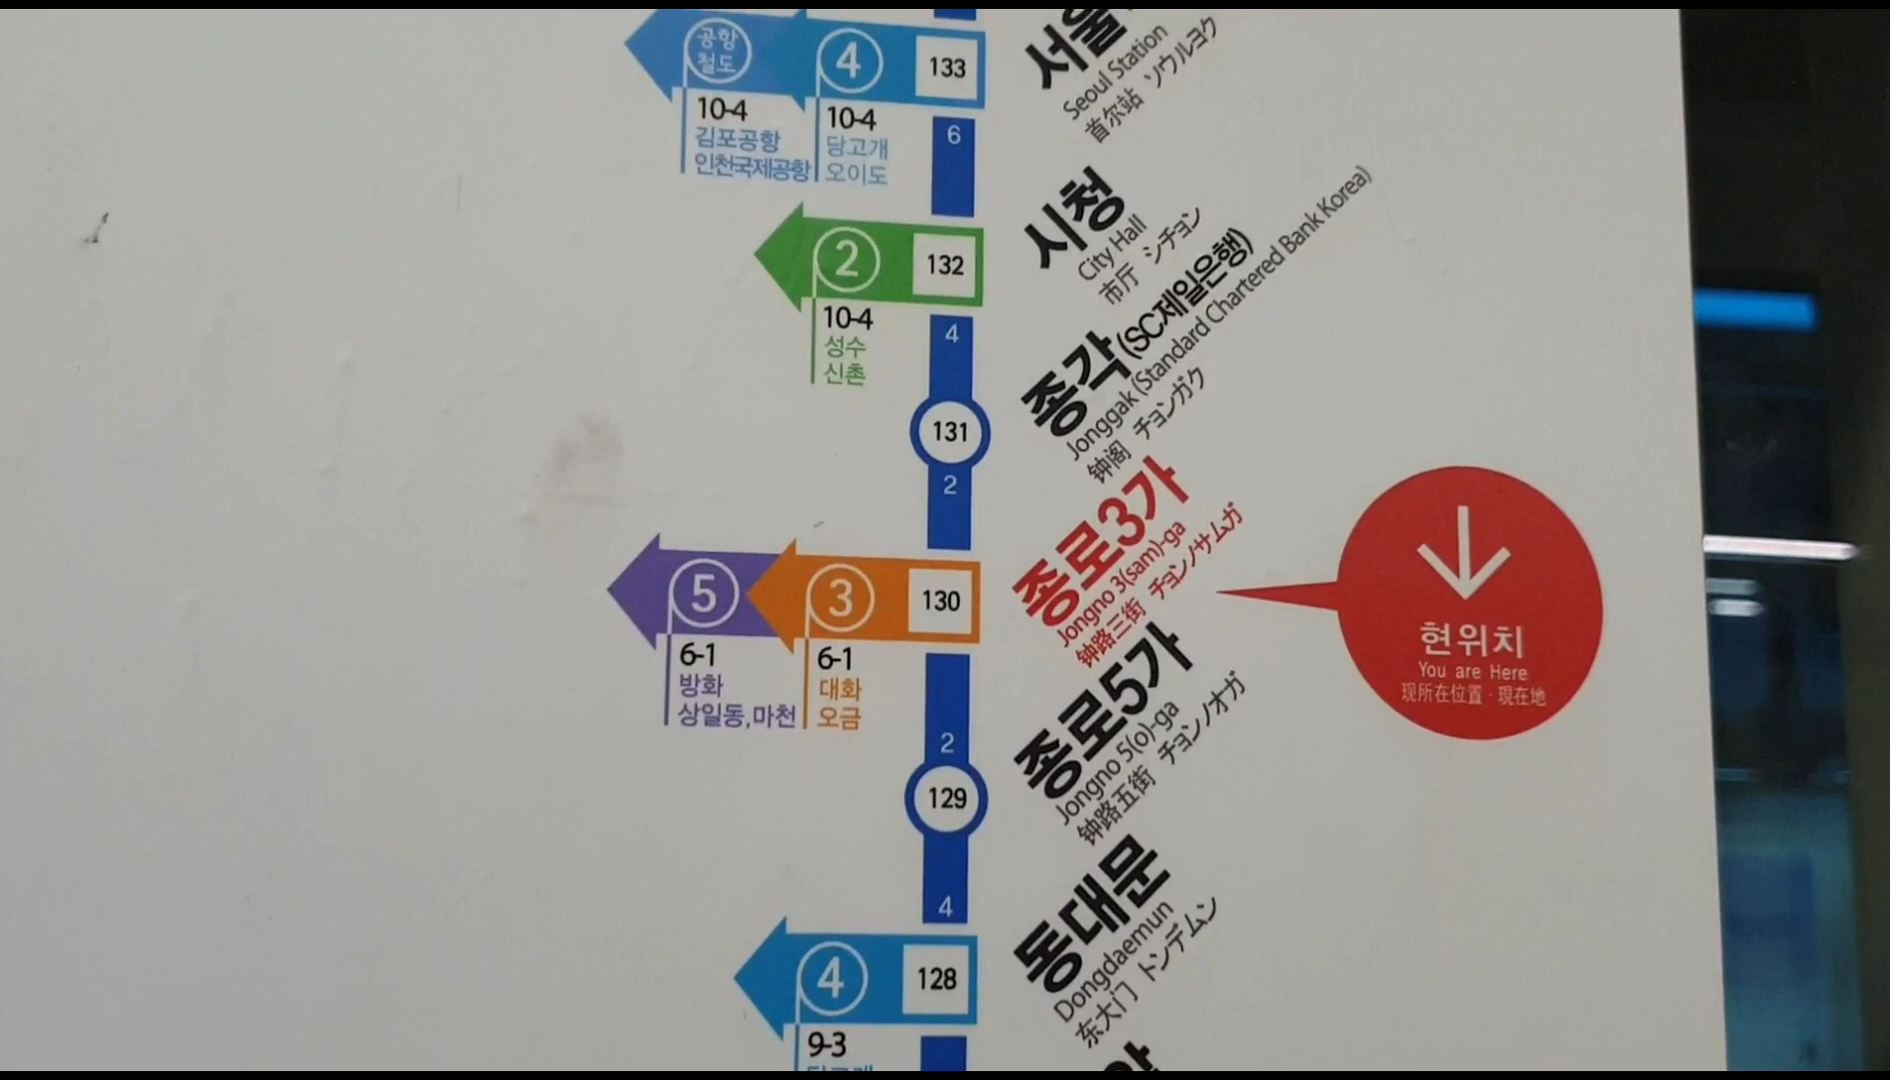 공항
철도
4
133
10-4
김포공항
인천국제공항
10-4
당고개
오이도
Seoul Station
首尔站 ソウルヨク
6
2
132
10-4
성수
신촌
시청
City Hall
市厅 シチョン
4
131
종각(SC제일은행)
Jonggak (Standard Chartered Bank Korea)
钟阁 チョンガク
2
5
3
130
6-1
방화
상일동,마천
6-1
대화
오금
종로3가
Jongno 3(sam)-ga
钟路三街 チョンノサムガ
현위치
You are Here
现所在位置·現在地
2
129
종로5가
Jongno 5(o)-ga
钟路五街 チョンノオガ
4
4
128
9-3
동대문
Dongdaemun
东大门 トンデムン